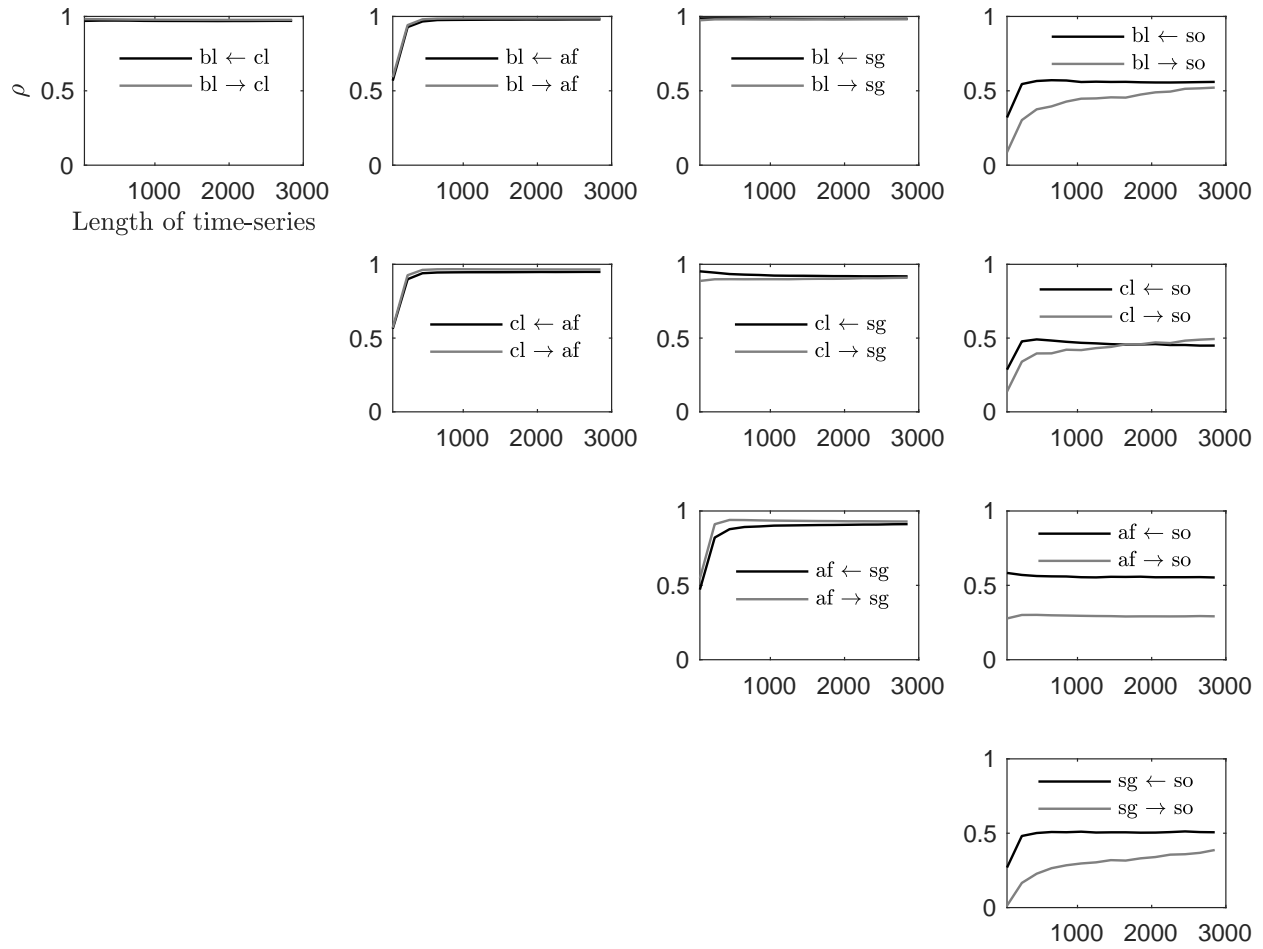 1
0.5
0
ρ
bl ← cl
bl → cl
1000 2000 3000
Length of time-series
1
0.5
0
bl ← af
bl → af
1000 2000 3000
1
0.5
0
bl ← sg
bl → sg
1000 2000 3000
1
0.5
0
bl ← so
bl → so
1000 2000 3000
1
0.5
0
cl ← af
cl → af
1000 2000 3000
1
0.5
0
cl ← sg
cl → sg
1000 2000 3000
1
0.5
0
cl ← so
cl → so
1000 2000 3000
1
0.5
0
af ← sg
af → sg
1000 2000 3000
1
0.5
0
af ← so
af → so
1000 2000 3000
1
0.5
0
sg ← so
sg → so
1000 2000 3000